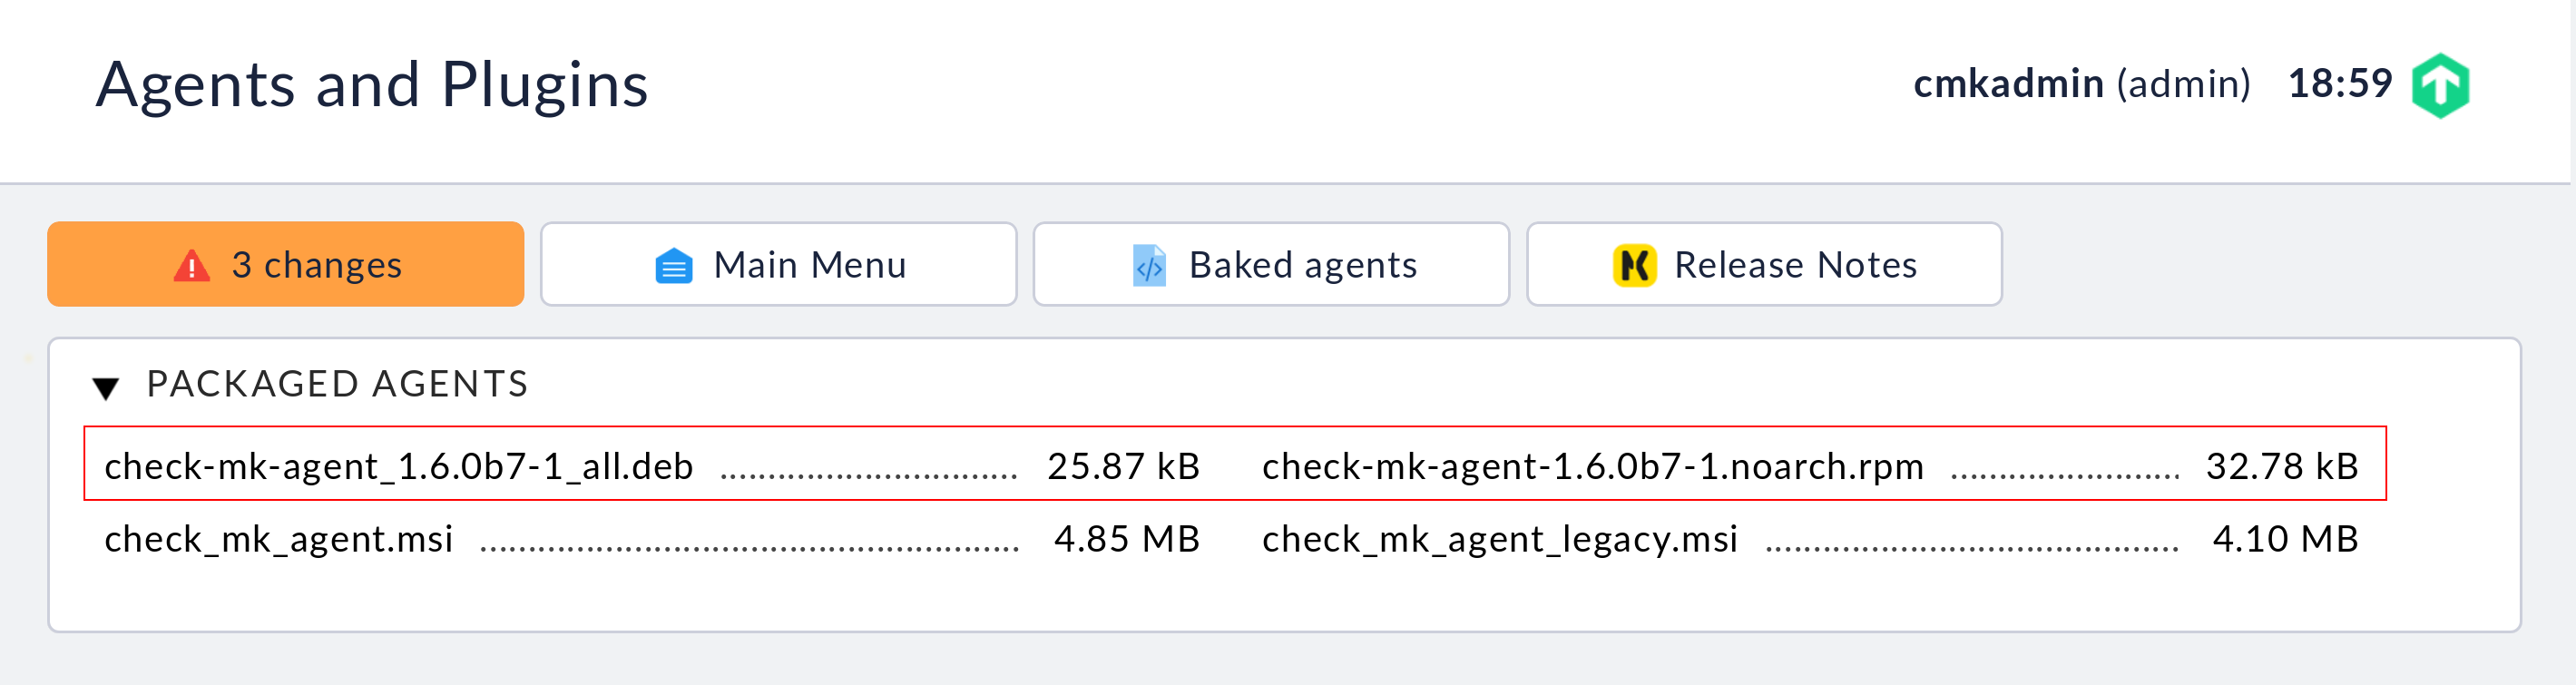 Agents and Plugins
cmkadmin (admin) 18:59
3 changes
Main Menu
Baked agents
Release Notes
PACKAGED AGENTS
check-mk-agent_1.6.0b7-1_all.deb ............................... 25.87 kB
check-mk-agent-1.6.0b7-1.noarch.rpm ........................ 32.78 kB
check_mk_agent.msi ........................................................ 4.85 MB
check_mk_agent_legacy.msi ........................................... 4.10 MB